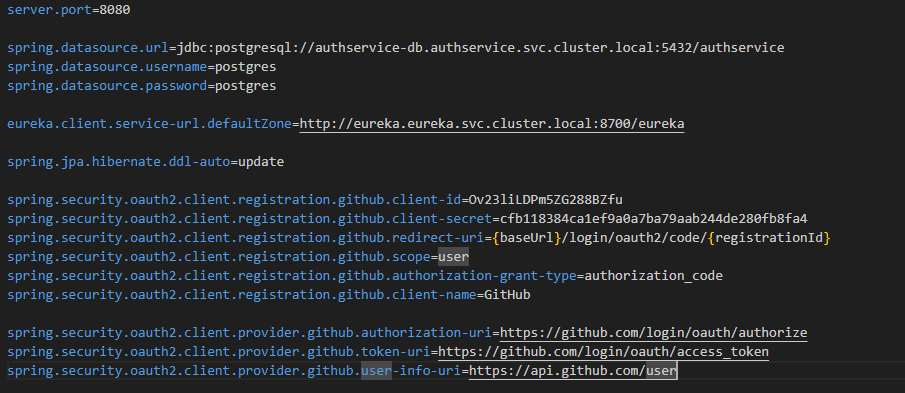 server.port=8080
spring.datasource.url=jdbc:postgresql://authservice-db.authservice.svc.cluster.local:5432/authservice
spring.datasource.username=postgres
spring.datasource.password=postgres
eureka.client.service-url.defaultZone=http://eureka.eureka.svc.cluster.local:8700/eureka
spring.jpa.hibernate.ddl-auto=update
spring.security.oauth2.client.registration.github.client-id=Ov23liLDPm5ZG288BZfu
spring.security.oauth2.client.registration.github.client-secret=cfb118384ca1ef9a0a7ba79aab244de280fb8fa4
spring.security.oauth2.client.registration.github.redirect-uri={baseUrl}/login/oauth2/code/{registrationId}
spring.security.oauth2.client.registration.github.scope=user
spring.security.oauth2.client.registration.github.authorization-grant-type=authorization_code
spring.security.oauth2.client.registration.github.client-name=GitHub
spring.security.oauth2.client.provider.github.authorization-uri=https://github.com/login/oauth/authorize
spring.security.oauth2.client.provider.github.token-uri=https://github.com/login/oauth/access_token
spring.security.oauth2.client.provider.github.user-info-uri=https://api.github.com/user